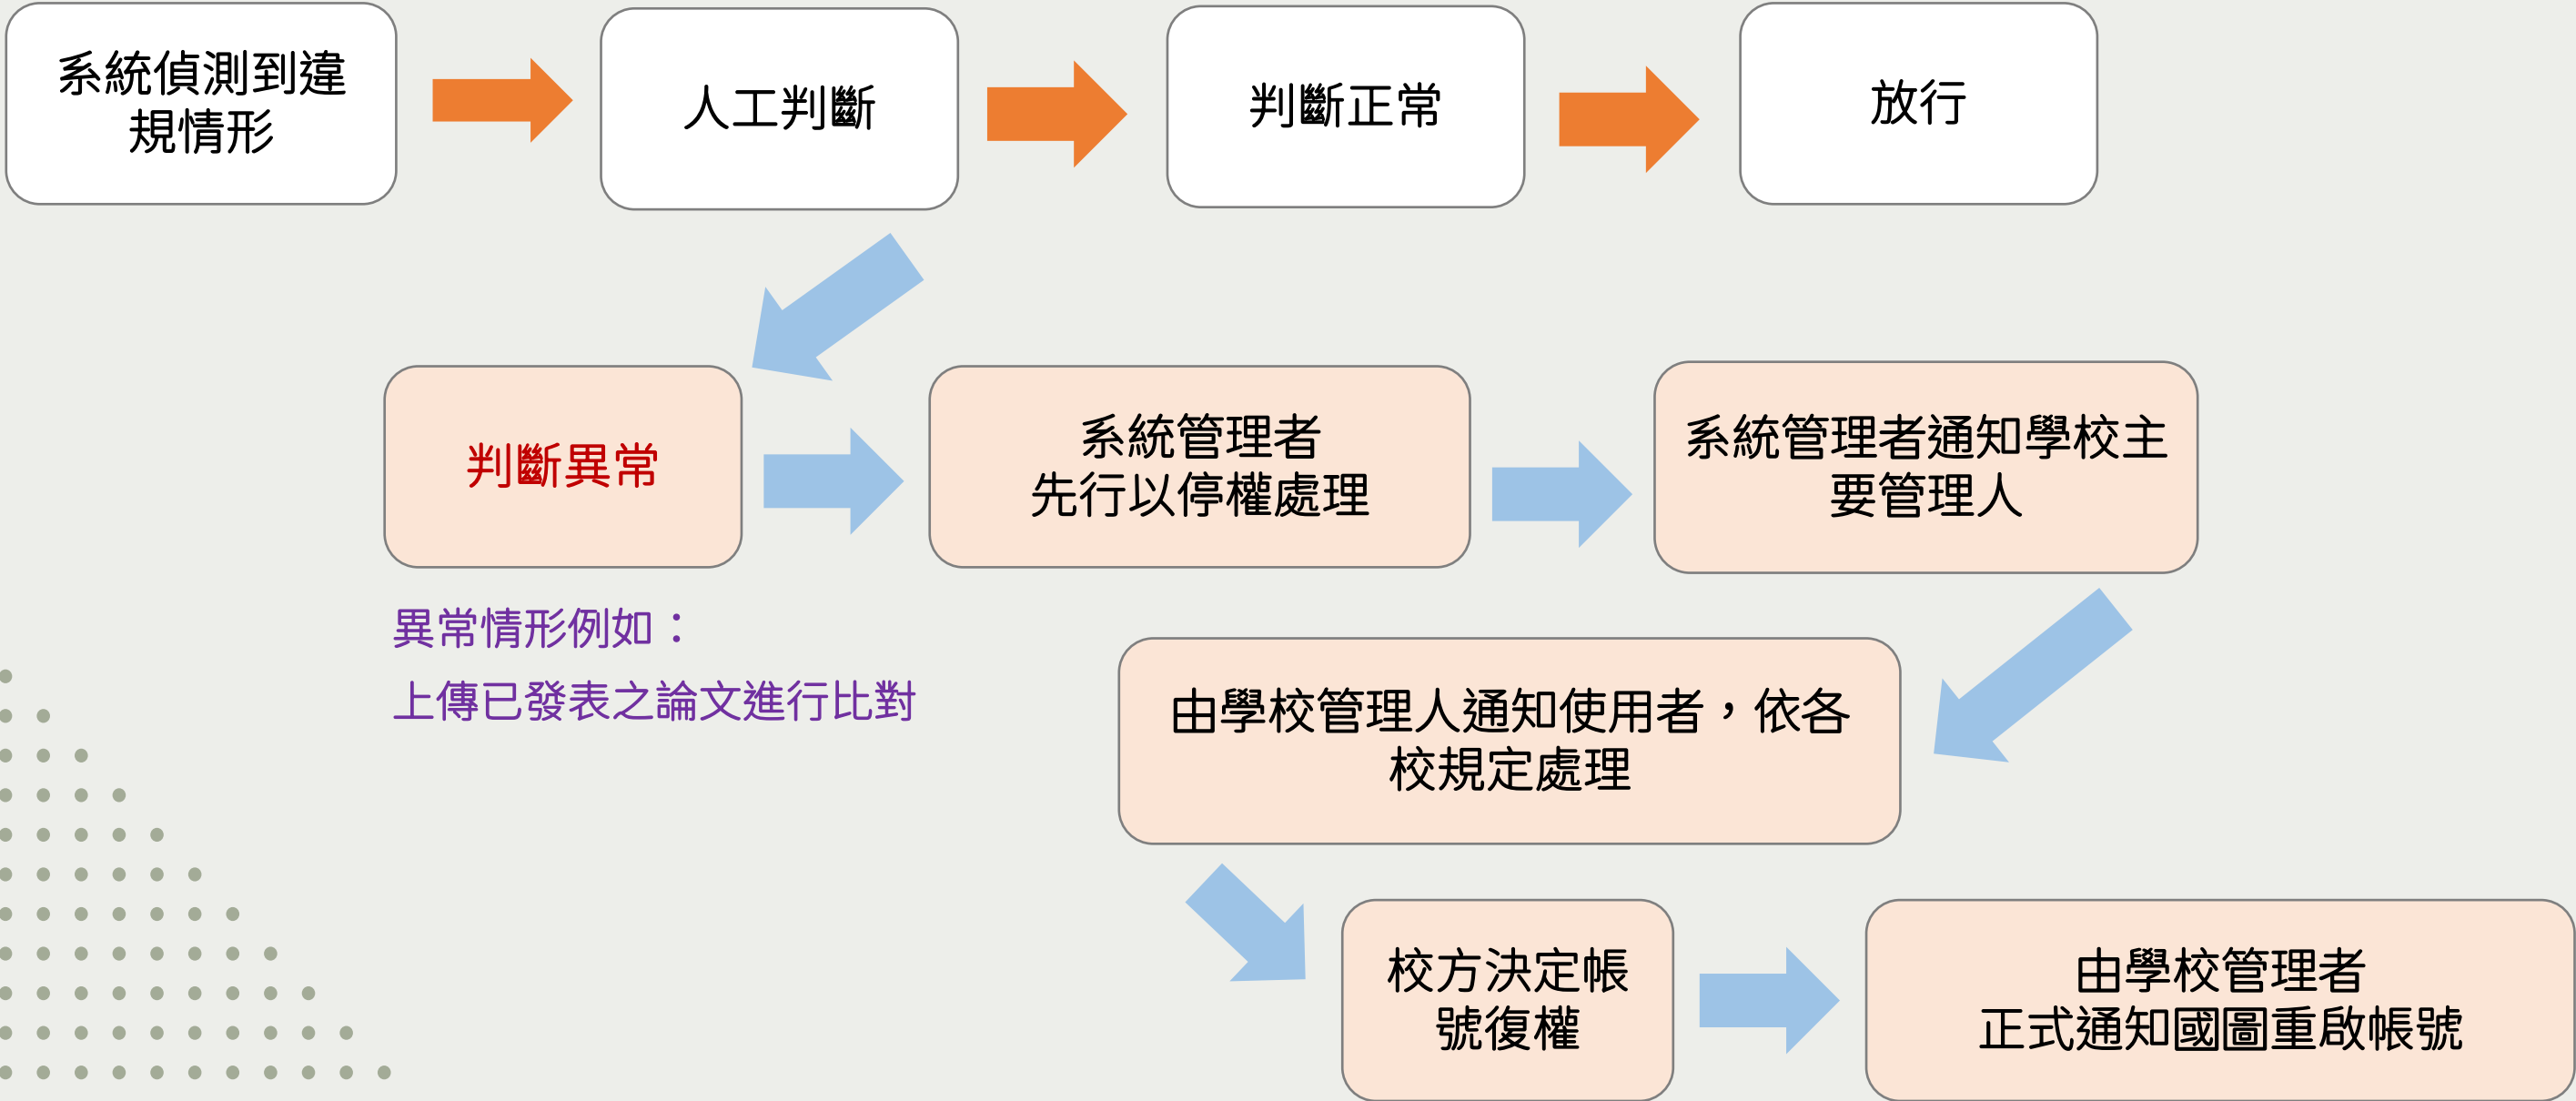 系統偵測到違
規情形
人工判斷
判斷正常
放行
判斷異常
系統管理者
先行以停權處理
系統管理者通知學校主
要管理人
異常情形例如：
上傳已發表之論文進行比對
由學校管理人通知使用者，依各
校規定處理
校方決定帳
號復權
由學校管理者
正式通知國圖重啟帳號